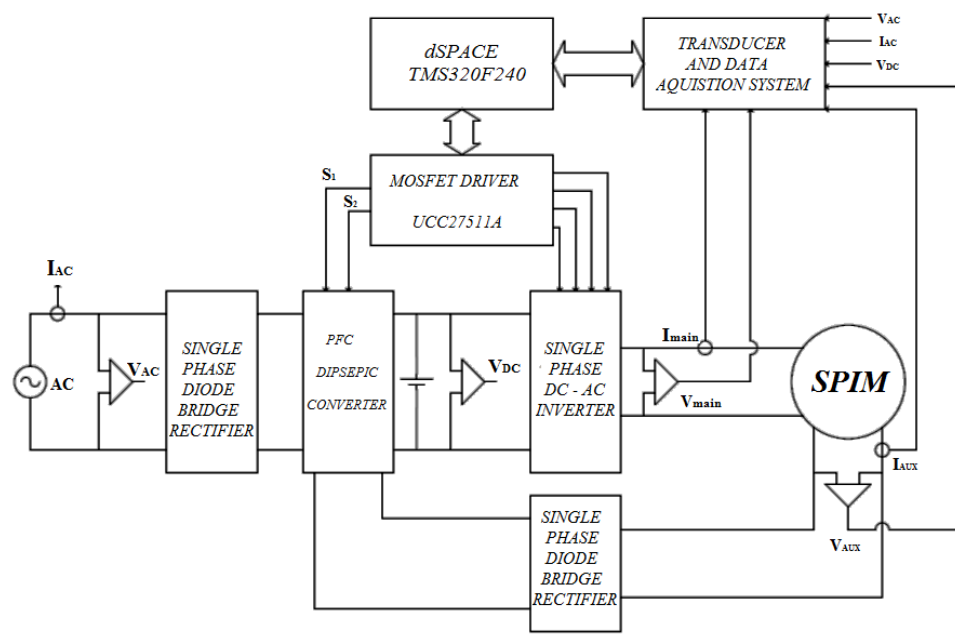 dSPACE
TMS320F240
TRANSDUCER
AND DATA
AQUISTION SYSTEM
VAC
IAC
VDC
S1
S2
MOSFET DRIVER
UCC27511A
IAC
AC
VAC
SINGLE
PHASE
DIODE
BRIDGE
RECTIFIER
PFC
DIPSEPIC
CONVERTER
VDC
SINGLE
PHASE
DC - AC
INVERTER
Imain
Vmain
SPIM
IAUX
VAUX
SINGLE
PHASE
DIODE
BRIDGE
RECTIFIER